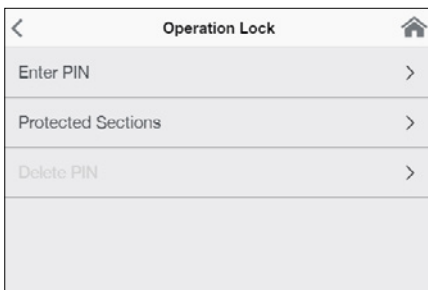 Operation Lock
Enter PIN
Protected Sections
Delete PIN